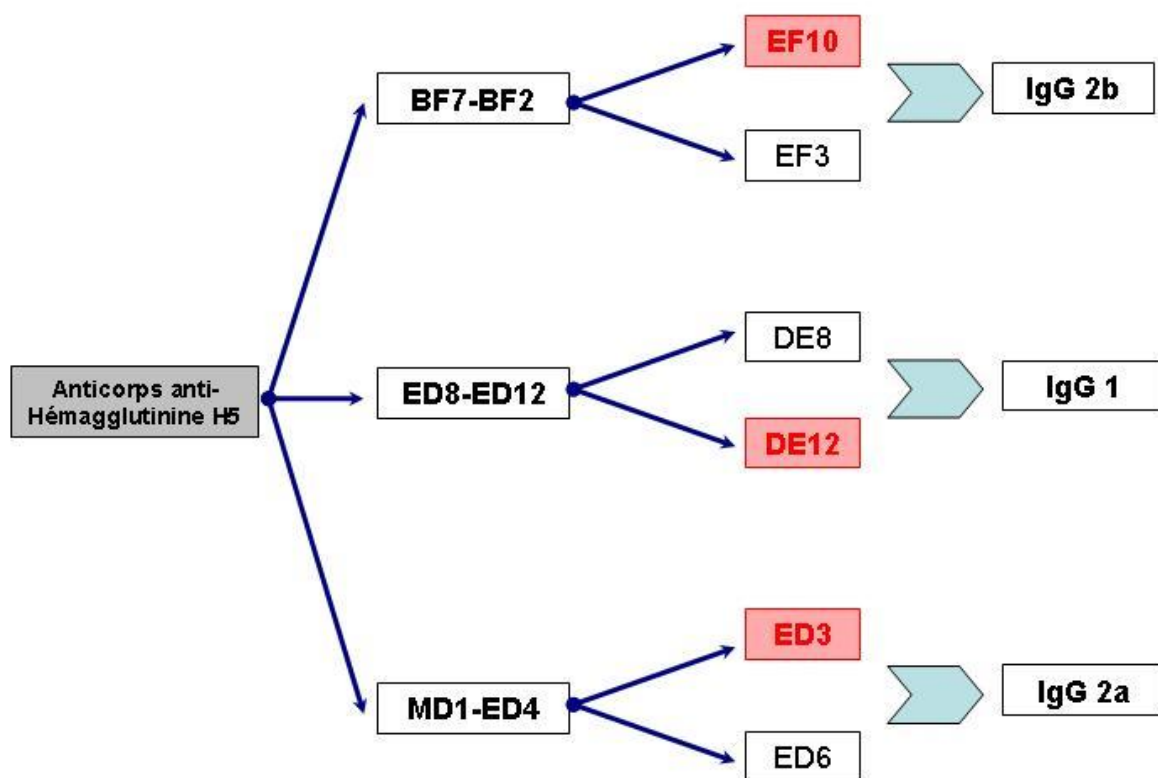 EF10
BF7-BF2
IgG 2b
EF3
DE8
Anticorps anti-
Hémagglutinine H5
ED8-ED12
IgG 1
DE12
ED3
MD1-ED4
IgG 2a
ED6